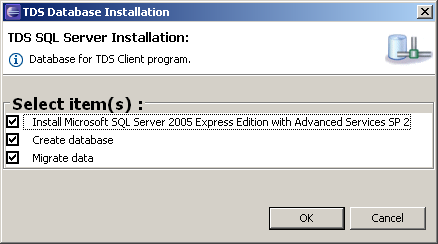 TDS Database Installation
TDS SQL Server Installation:
Database for TDS Client program.
Select item(s) :
Install Microsoft SQL Server 2005 Express Edition with Advanced Services SP 2
Create database
Migrate data
OK
Cancel